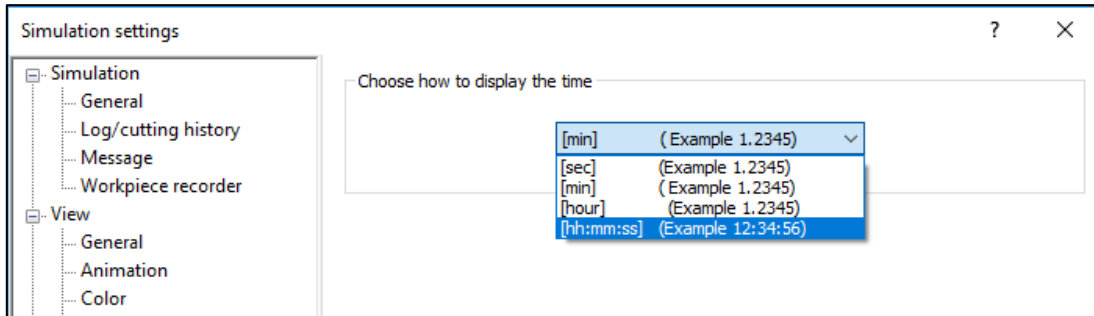 Simulation settings
?
Simulation
General
Log/cutting history
Message
Workpiece recorder
View
General
Animation
Color
Choose how to display the time
[min] ( Example 1.2345)
[sec] (Example 1.2345)
[min] ( Example 1.2345)
[hour] (Example 1.2345)
[hh:mm:ss] (Example 12:34:56)